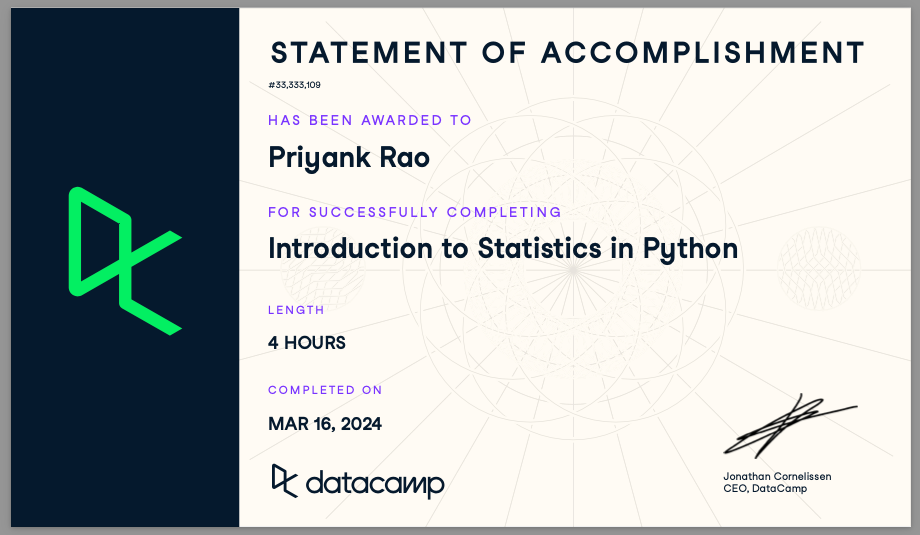 STATEMENT OF ACCOMPLISHMENT
#33,333,109
HAS BEEN AWARDED TO
Priyank Rao
FOR SUCCESSFULLY COMPLETING
Introduction to Statistics in Python
LENGTH
4 HOURS
COMPLETED ON
MAR 16, 2024
datacamp
Jonathan Cornelissen
CEO, DataCamp